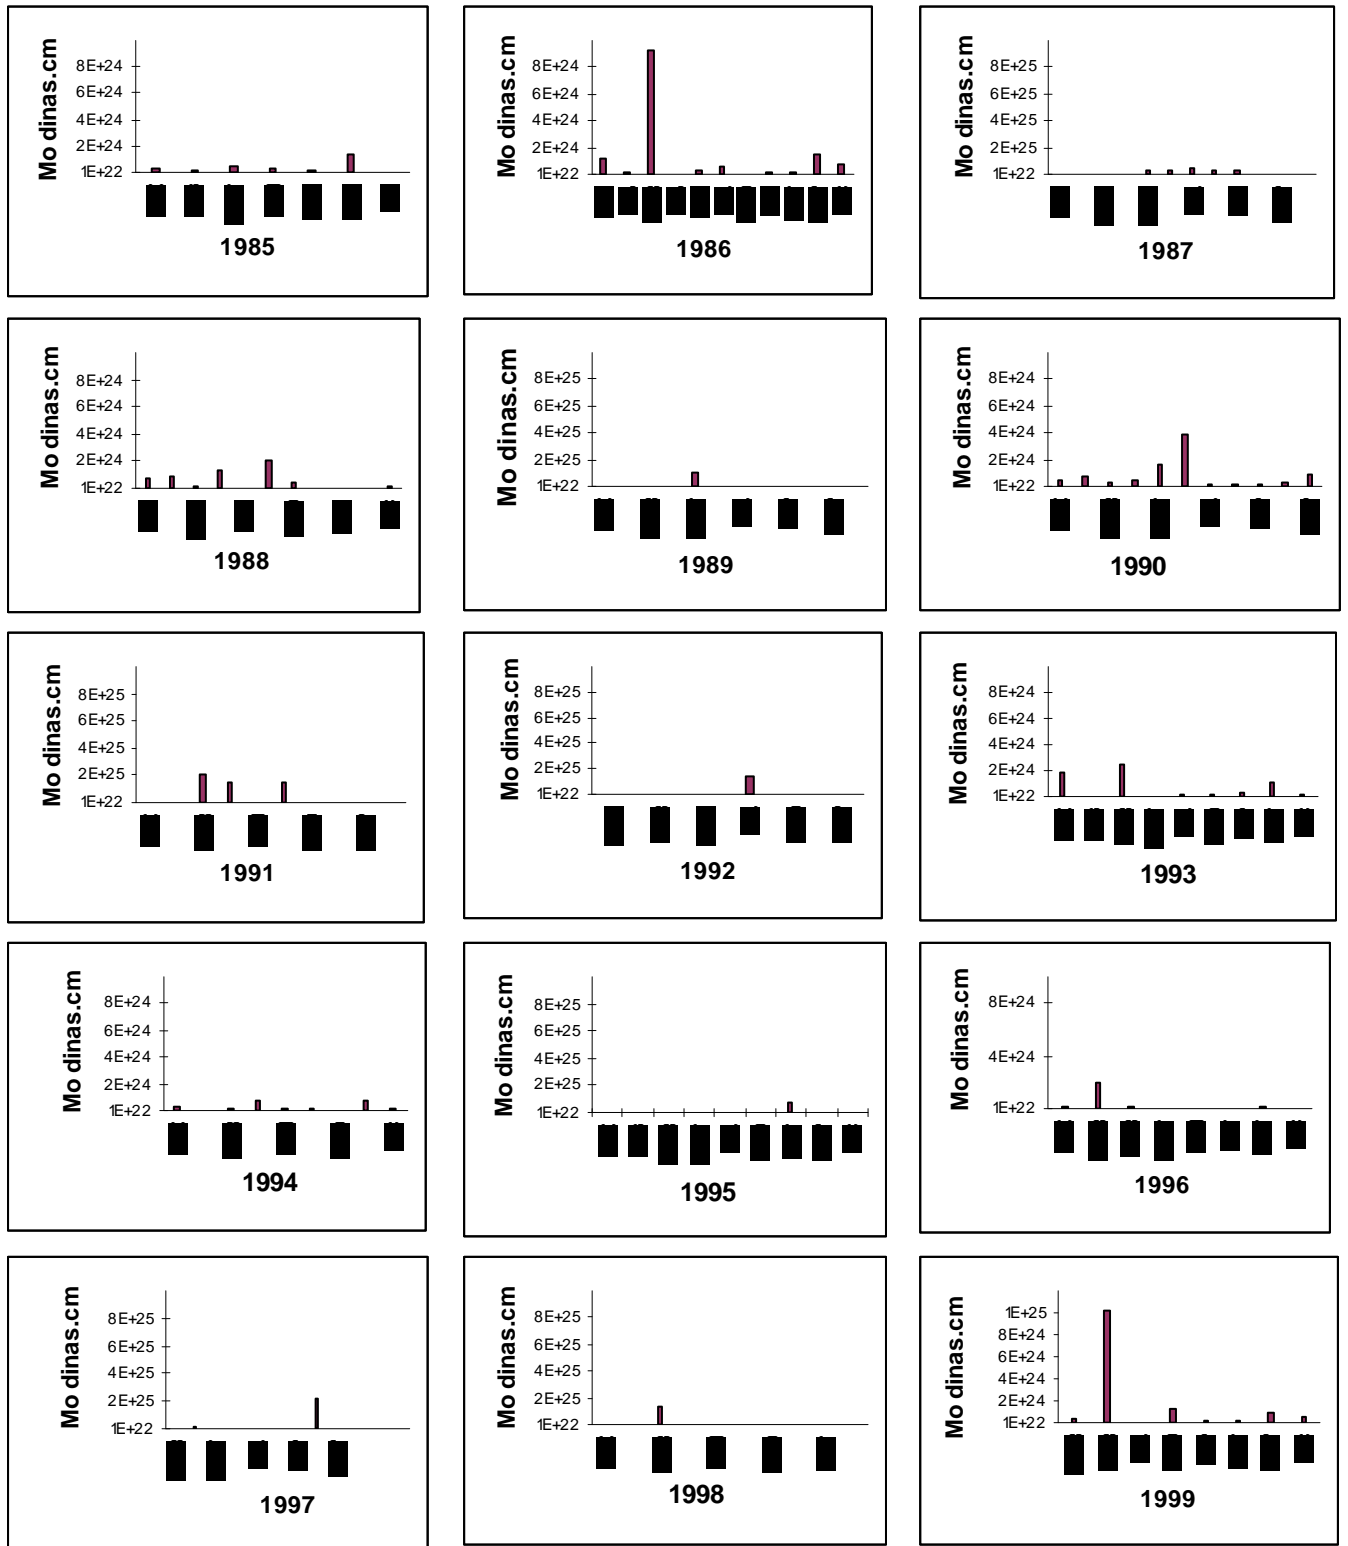 Mo dinas.cm
8E+24
6E+24
4E+24
2E+24
1E+22
1985
Mo dinas.cm
8E+24
6E+24
4E+24
2E+24
1E+22
1986
Mo dinas.cm
8E+25
6E+25
4E+25
2E+25
1E+22
1987
Mo dinas.cm
8E+24
6E+24
4E+24
2E+24
1E+22
1988
Mo dinas.cm
8E+25
6E+25
4E+25
2E+25
1E+22
1989
Mo dinas.cm
8E+24
6E+24
4E+24
2E+24
1E+22
1990
Mo dinas.cm
8E+25
6E+25
4E+25
2E+25
1E+22
1991
Mo dinas.cm
8E+25
6E+25
4E+25
2E+25
1E+22
1992
Mo dinas.cm
8E+24
6E+24
4E+24
2E+24
1E+22
1993
Mo dinas.cm
8E+24
6E+24
4E+24
2E+24
1E+22
1994
Mo dinas.cm
8E+25
6E+25
4E+25
2E+25
1E+22
1995
Mo dinas.cm
8E+24
4E+24
1E+22
1996
Mo dinas.cm
8E+25
6E+25
4E+25
2E+25
1E+22
1997
Mo dinas.cm
8E+25
6E+25
4E+25
2E+25
1E+22
1998
Mo dinas.cm
1E+25
8E+24
6E+24
4E+24
2E+24
1E+22
1999